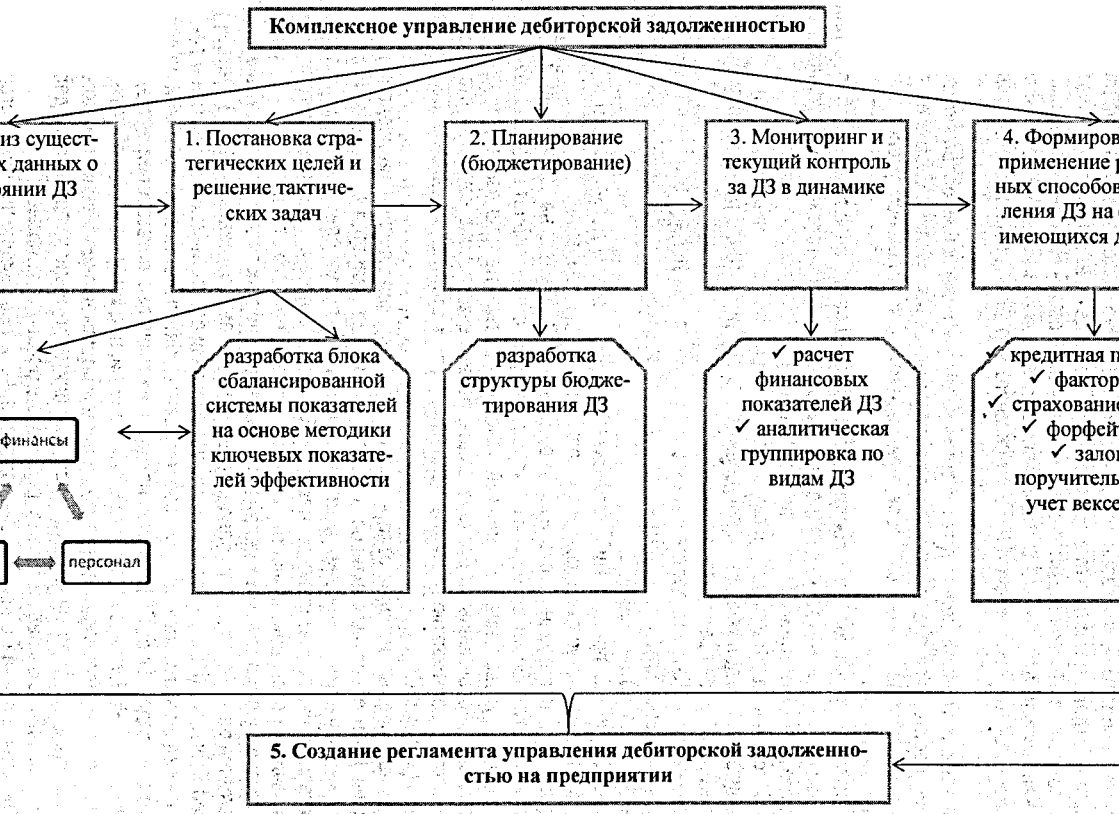 Комплексное управление дебиторской задолженностью
из сущест-
х данных о
янии ДЗ
1. Постановка стра-
тегических целей и
решение тактиче-
ских задач
2. Планирование
(бюджетирование)
3. Мониторинг и
текущий контроль
за ДЗ в динамике
4. Формиров
применение р
ных способов
ления ДЗ на
имеющихся д
финансы
персонал
разработка блока
сбалансированной
системы показателей
на основе методики
ключевых показате-
лей эффективности
разработка
структуры бюдже-
тирования ДЗ
✓ расчет
финансовых
показателей ДЗ
✓ аналитическая
группировка по
видам ДЗ
✓ кредитная п
✓ фактор
✓ страхование
✓ форфейт
✓ залог
поручитель
учет вексе
5. Создание регламента управления дебиторской задолженно-
стью на предприятии